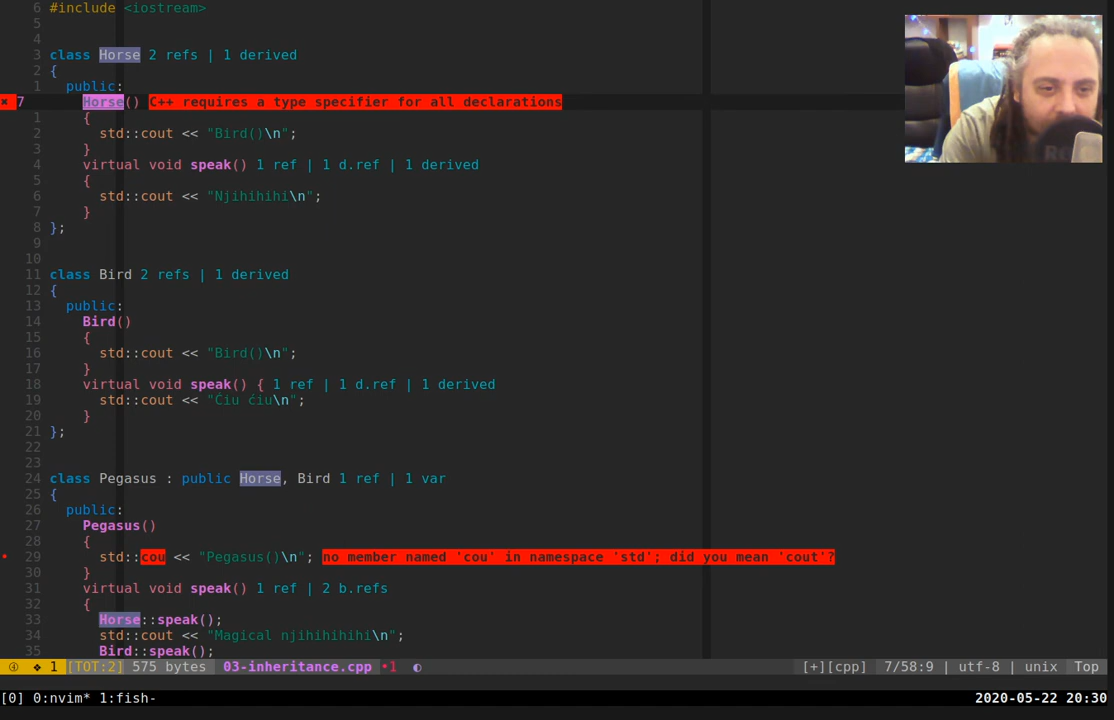 6 #include <iostream>
5
4
3 class Horse 2 refs | 1 derived
2 {
1 public:
✖ 7 Horse() C++ requires a type specifier for all declarations
1 {
2 std::cout << "Bird()\n";
3 }
4 virtual void speak() 1 ref | 1 d.ref | 1 derived
5 {
6 std::cout << "Njihihihi\n";
7 }
8 };
9
10
11 class Bird 2 refs | 1 derived
12 {
13 public:
14 Bird()
15 {
16 std::cout << "Bird()\n";
17 }
18 virtual void speak() { 1 ref | 1 d.ref | 1 derived
19 std::cout << "Ćiu ćiu\n";
20 }
21 };
22
23
24 class Pegasus : public Horse, Bird 1 ref | 1 var
25 {
26 public:
27 Pegasus()
28 {
• 29 std::cou << "Pegasus()\n"; no member named 'cou' in namespace 'std'; did you mean 'cout'?
30 }
31 virtual void speak() 1 ref | 2 b.refs
32 {
33 Horse::speak();
34 std::cout << "Magical njihihihihi\n";
35 Bird::speak();
④ ❖ 1 [TOT:2] 575 bytes 03-inheritance.cpp •1 ◐ [+][cpp] 7/58:9 | utf-8 | unix Top
[0] 0:nvim* 1:fish- 2020-05-22 20:30